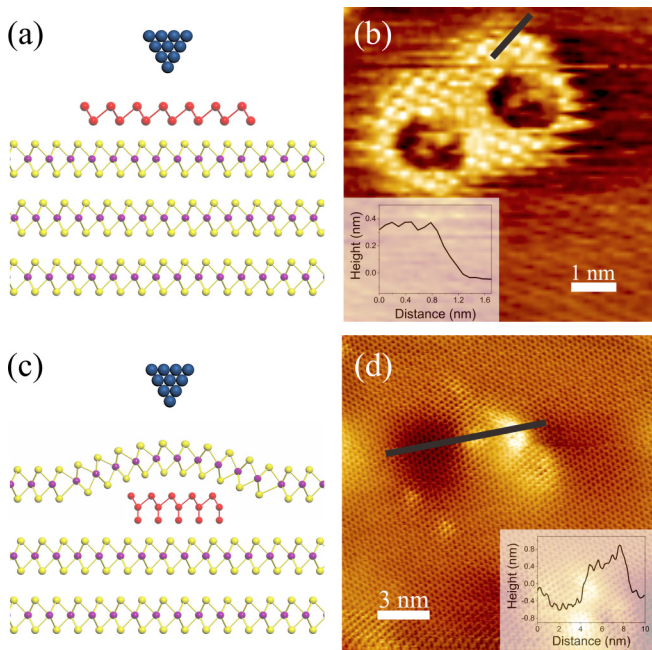 (a)
(b)
0.4
0.0
Height (nm)
0.0 0.4 0.8 1.2 1.6
Distance (nm)
1 nm
(c)
(d)
3 nm
0.8
0.4
0.0
-0.4
-0.8
Height (nm)
0 2 4 6 8 10
Distance (nm)